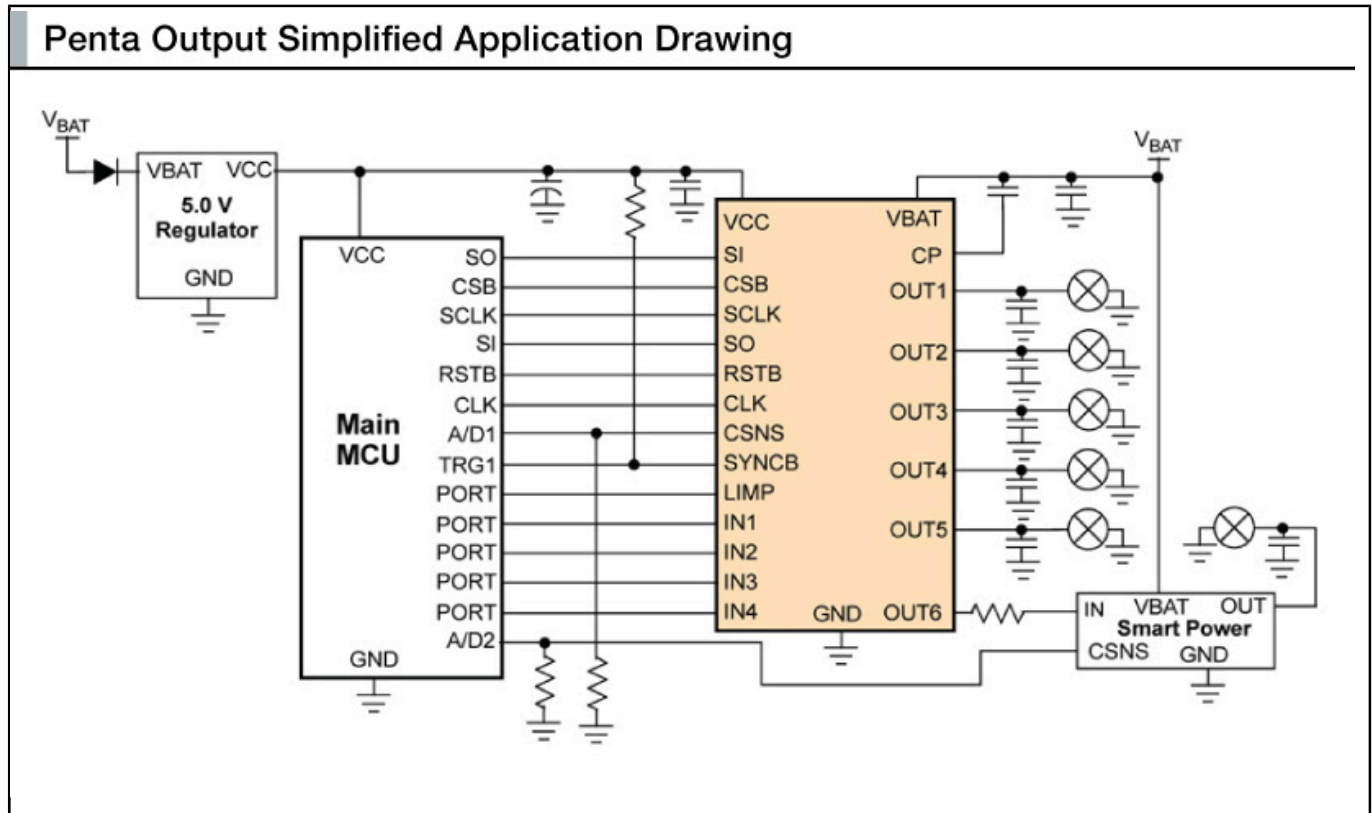 Penta Output Simplified Application Drawing
VBAT
VBAT VCC
5.0 V
Regulator
GND
VCC
SO
CSB
SCLK
SI
RSTB
CLK
A/D1
TRG1
PORT
PORT
PORT
PORT
PORT
A/D2
Main
MCU
GND
VCC
SI
CSB
SCLK
SO
RSTB
CLK
CSNS
SYNCB
LIMP
IN1
IN2
IN3
IN4
GND
VBAT
CP
OUT1
OUT2
OUT3
OUT4
OUT5
OUT6
VBAT
IN VBAT OUT
Smart Power
CSNS GND